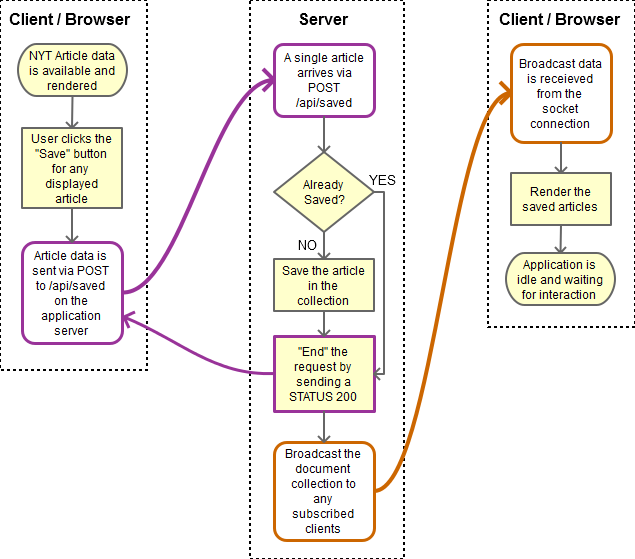 Client / Browser
NYT Article data
is available and
rendered
User clicks the
"Save" button
for any
displayed
article
Article data is
sent via POST
to /api/saved
on the
application
server
Server
A single article
arrives via
POST
/api/saved
Already
Saved?
YES
NO
Save the article
in the
collection
"End" the
request by
sending a
STATUS 200
Broadcast the
document
collection to
any
subscribed
clients
Client / Browser
Broadcast data
is receieved
from the
socket
connection
Render the
saved articles
Application is
idle and waiting
for interaction